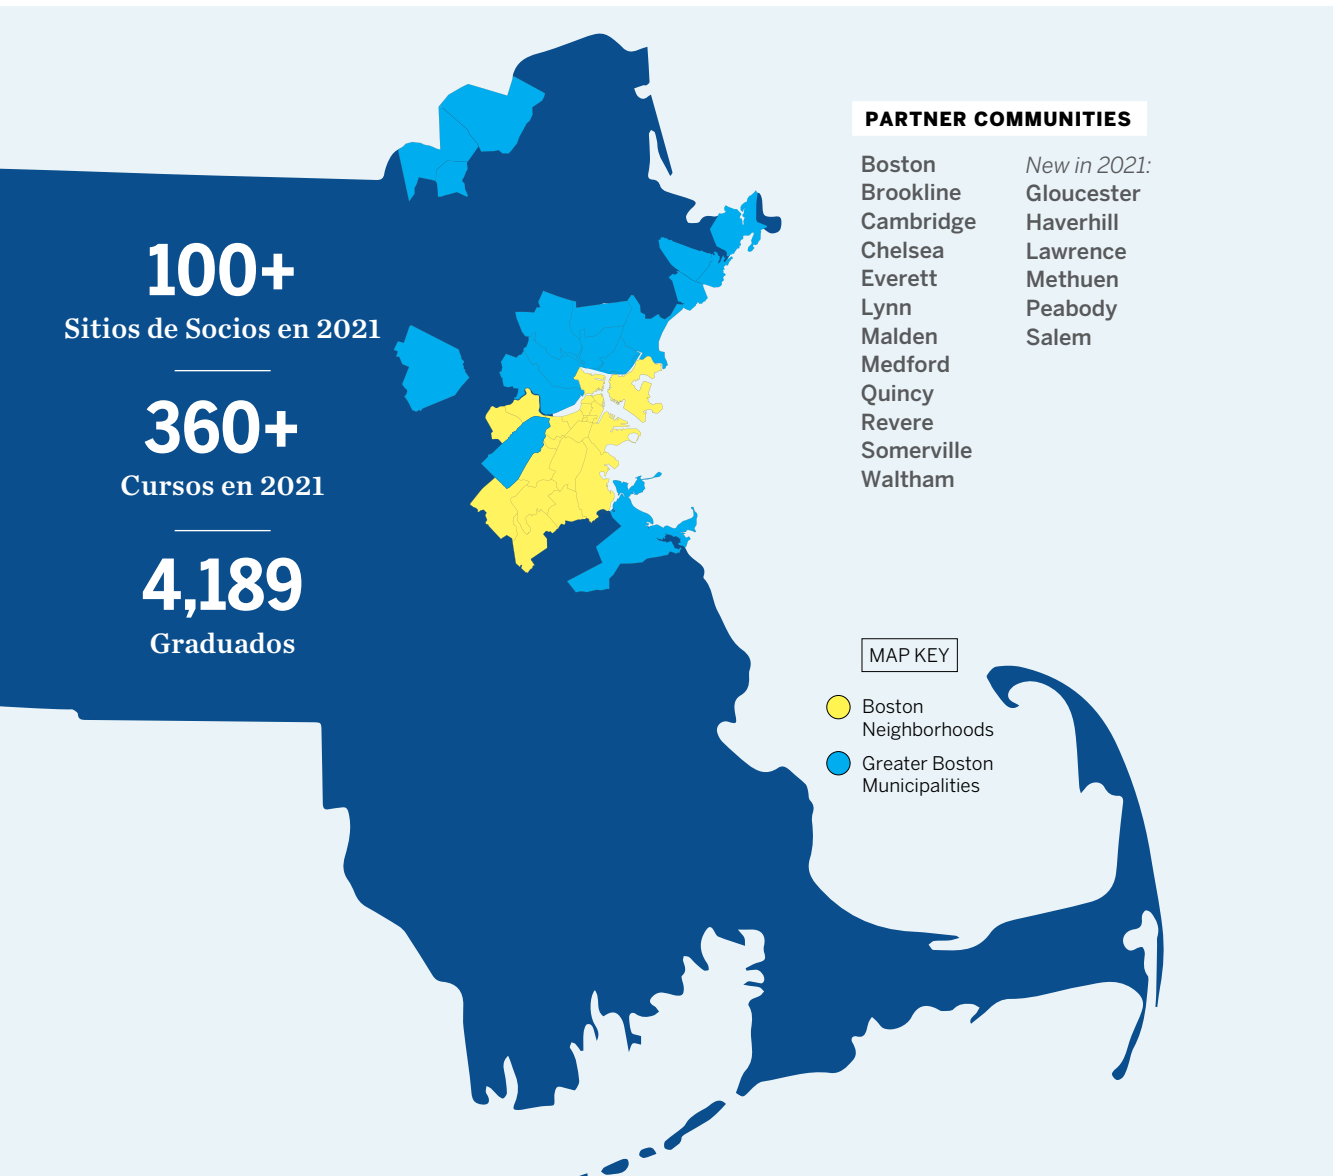 100+
Sitios de Socios en 2021
360+
Cursos en 2021
4,189
Graduados
PARTNER COMMUNITIES
Boston
Brookline
Cambridge
Chelsea
Everett
Lynn
Malden
Medford
Quincy
Revere
Somerville
Waltham
New in 2021:
Gloucester
Haverhill
Lawrence
Methuen
Peabody
Salem
MAP KEY
Boston
Neighborhoods
Greater Boston
Municipalities